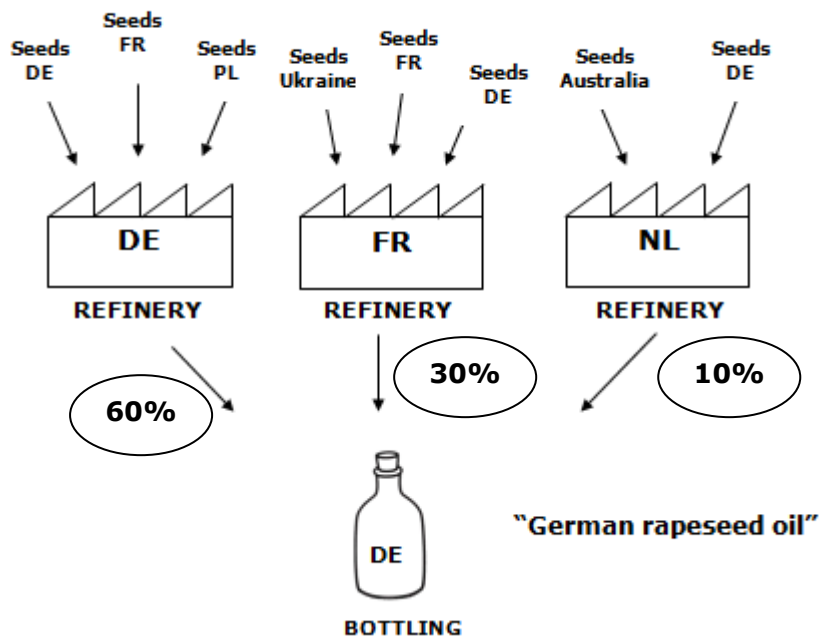 Seeds
DE
Seeds
FR
Seeds
PL
Seeds
Ukraine
Seeds
FR
Seeds
DE
Seeds
Australia
Seeds
DE
DE
FR
NL
REFINERY
REFINERY
REFINERY
60%
30%
10%
DE
"German rapeseed oil"
BOTTLING